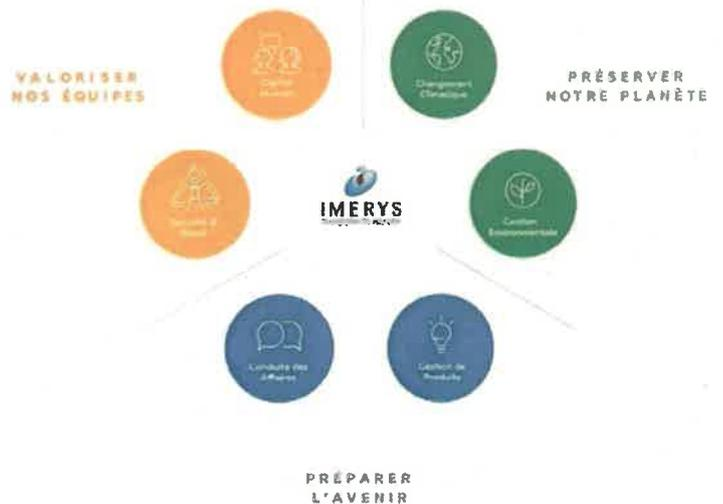 VALORISER
NOS ÉQUIPES
Capital
Humain
Changement
Climatique
PRÉSERVER
NOTRE PLANÈTE
Sécurité &
Santé
IMERYS
Gestion
Environnementale
Conduite des
Affaires
Gestion de
Produits
PRÉPARER
L'AVENIR